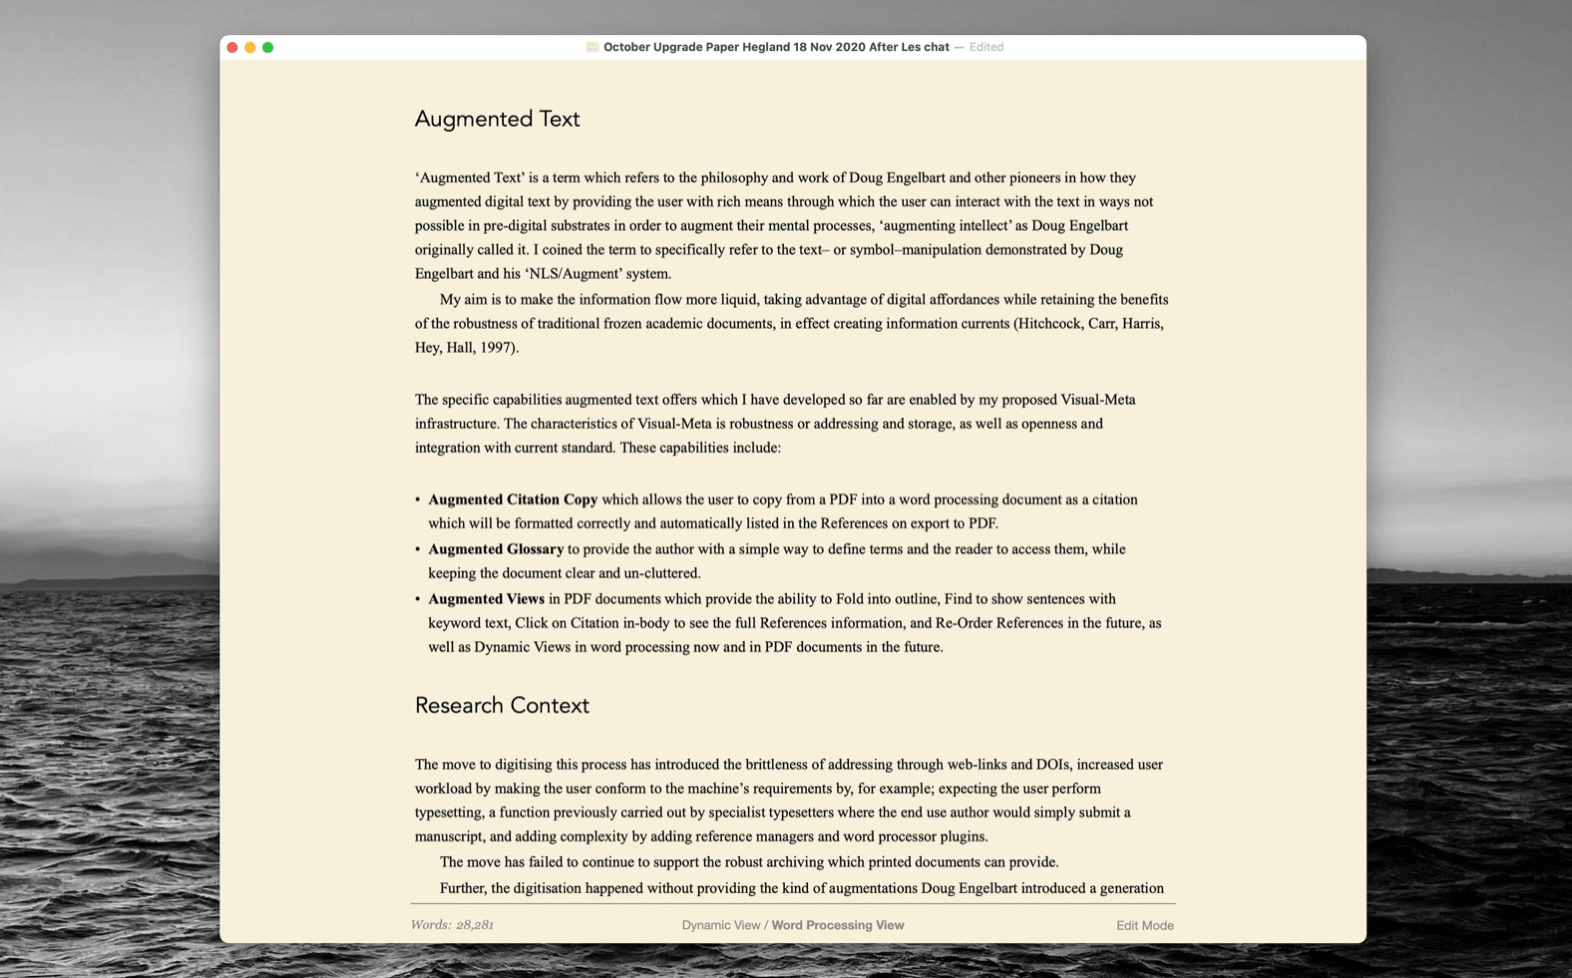 October Upgrade Paper Hegland 18 Nov 2020 After Les chat — Edited
Augmented Text
‘Augmented Text’ is a term which refers to the philosophy and work of Doug Engelbart and other pioneers in how they
augmented digital text by providing the user with rich means through which the user can interact with the text in ways not
possible in pre-digital substrates in order to augment their mental processes, ‘augmenting intellect’ as Doug Engelbart
originally called it. I coined the term to specifically refer to the text– or symbol–manipulation demonstrated by Doug
Engelbart and his ‘NLS/Augment’ system.
My aim is to make the information flow more liquid, taking advantage of digital affordances while retaining the benefits
of the robustness of traditional frozen academic documents, in effect creating information currents (Hitchcock, Carr, Harris,
Hey, Hall, 1997).
The specific capabilities augmented text offers which I have developed so far are enabled by my proposed Visual-Meta
infrastructure. The characteristics of Visual-Meta is robustness or addressing and storage, as well as openness and
integration with current standard. These capabilities include:
• Augmented Citation Copy which allows the user to copy from a PDF into a word processing document as a citation
which will be formatted correctly and automatically listed in the References on export to PDF.
• Augmented Glossary to provide the author with a simple way to define terms and the reader to access them, while
keeping the document clear and un-cluttered.
• Augmented Views in PDF documents which provide the ability to Fold into outline, Find to show sentences with
keyword text, Click on Citation in-body to see the full References information, and Re-Order References in the future, as
well as Dynamic Views in word processing now and in PDF documents in the future.
Research Context
The move to digitising this process has introduced the brittleness of addressing through web-links and DOIs, increased user
workload by making the user conform to the machine’s requirements by, for example; expecting the user perform
typesetting, a function previously carried out by specialist typesetters where the end use author would simply submit a
manuscript, and adding complexity by adding reference managers and word processor plugins.
The move has failed to continue to support the robust archiving which printed documents can provide.
Further, the digitisation happened without providing the kind of augmentations Doug Engelbart introduced a generation
Words: 28,281
Dynamic View / Word Processing View
Edit Mode